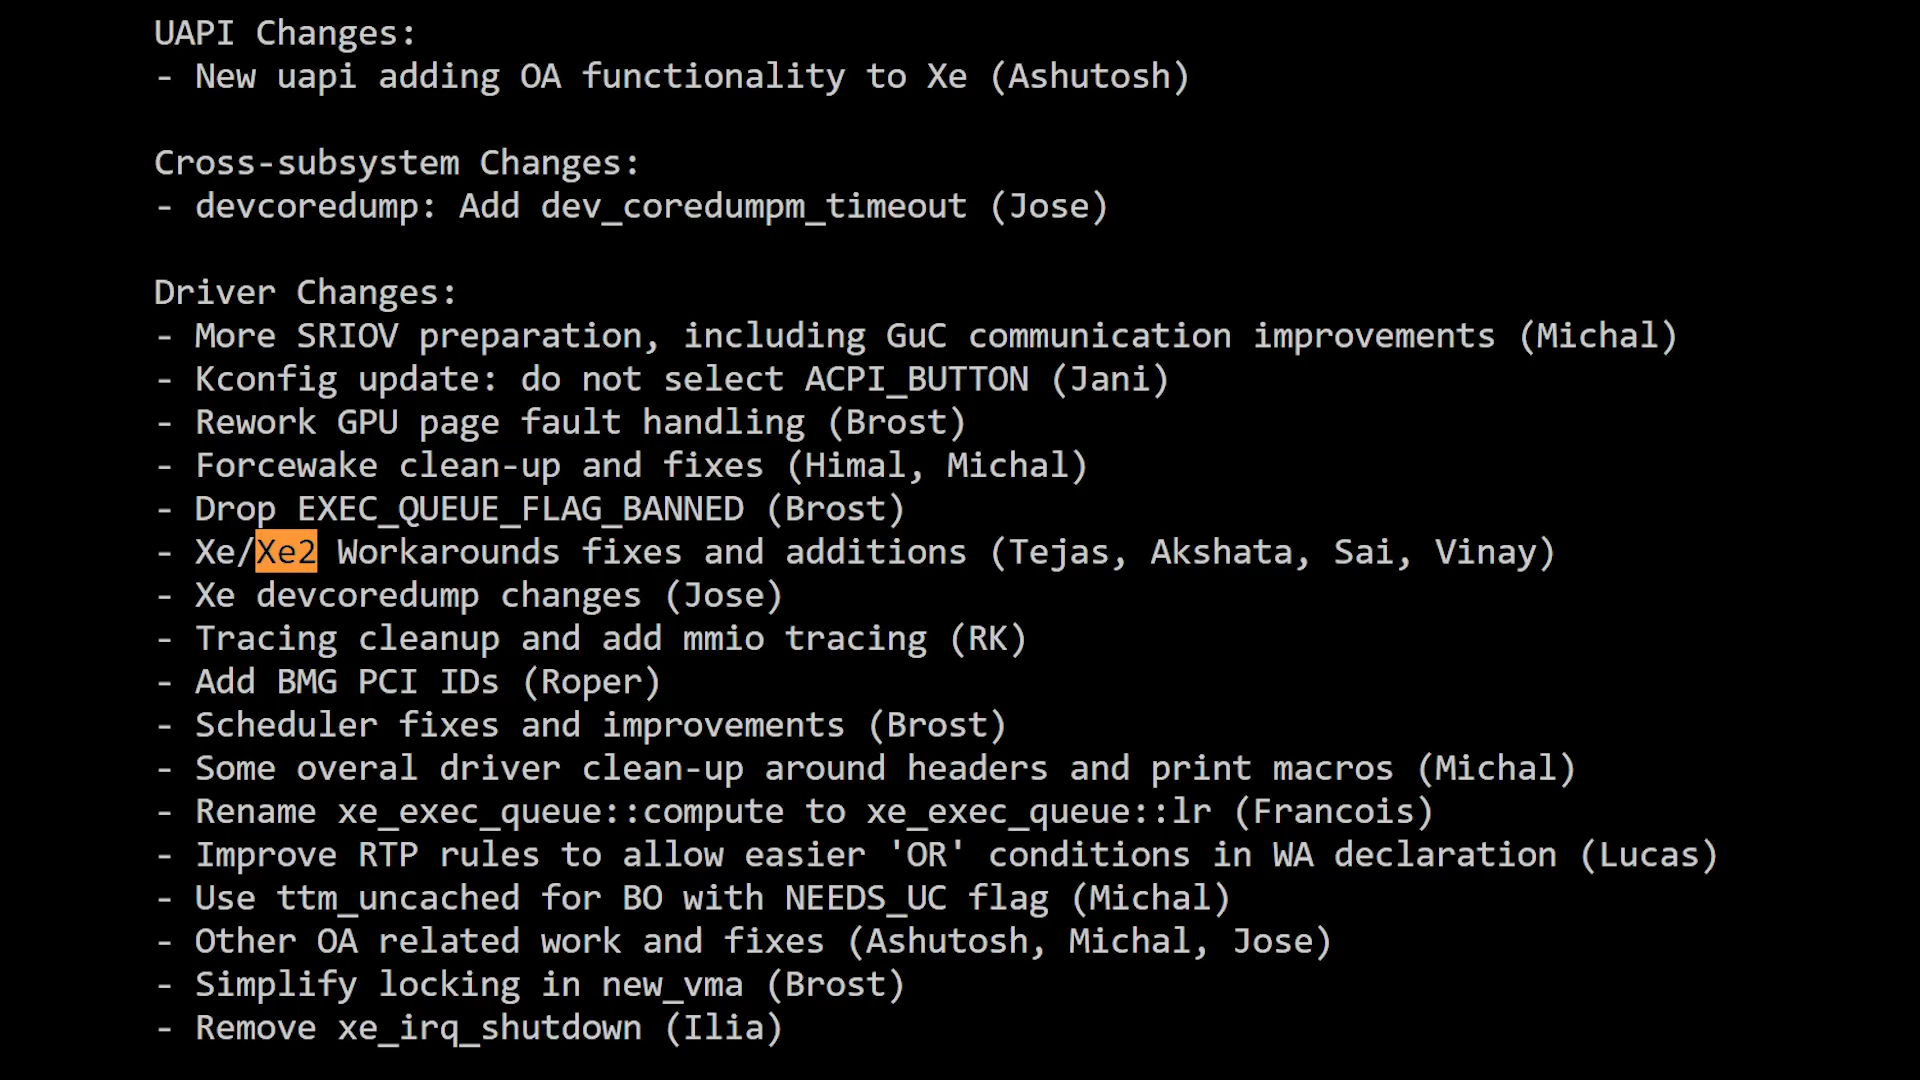 UAPI Changes:
- New uapi adding OA functionality to Xe (Ashutosh)
Cross-subsystem Changes:
- devcoredump: Add dev_coredumpm_timeout (Jose)
Driver Changes:
- More SRIOV preparation, including GuC communication improvements (Michal)
- Kconfig update: do not select ACPI_BUTTON (Jani)
- Rework GPU page fault handling (Brost)
- Forcewake clean-up and fixes (Himal, Michal)
- Drop EXEC_QUEUE_FLAG_BANNED (Brost)
- Xe/Xe2 Workarounds fixes and additions (Tejas, Akshata, Sai, Vinay)
- Xe devcoredump changes (Jose)
- Tracing cleanup and add mmio tracing (RK)
- Add BMG PCI IDs (Roper)
- Scheduler fixes and improvements (Brost)
- Some overal driver clean-up around headers and print macros (Michal)
- Rename xe_exec_queue::compute to xe_exec_queue::lr (Francois)
- Improve RTP rules to allow easier 'OR' conditions in WA declaration (Lucas)
- Use ttm_uncached for BO with NEEDS_UC flag (Michal)
- Other OA related work and fixes (Ashutosh, Michal, Jose)
- Simplify locking in new_vma (Brost)
- Remove xe_irq_shutdown (Ilia)